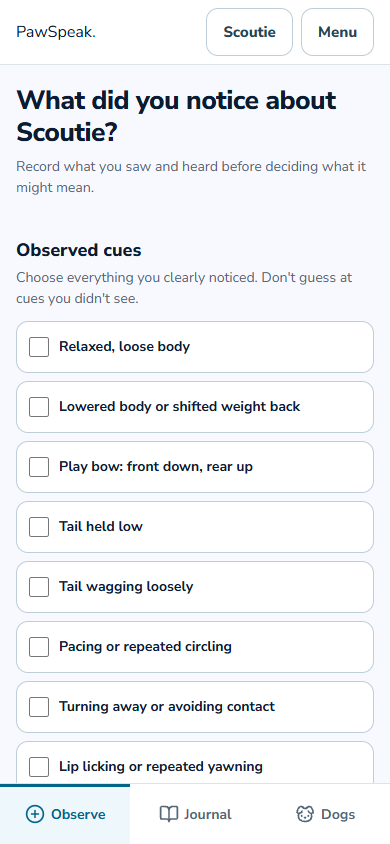 PawSpeak.
Scoutie
Menu
What did you notice about
Scoutie?
Record what you saw and heard before deciding what it
might mean.
Observed cues
Choose everything you clearly noticed. Don't guess at
cues you didn't see.
Relaxed, loose body
Lowered body or shifted weight back
Play bow: front down, rear up
Tail held low
Tail wagging loosely
Pacing or repeated circling
Turning away or avoiding contact
Lip licking or repeated yawning
Observe
Journal
Dogs